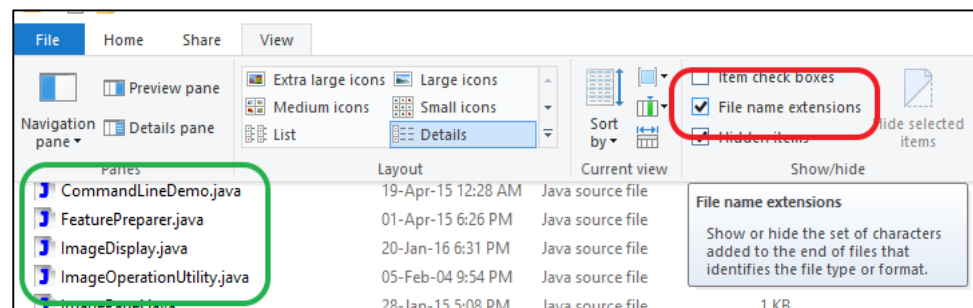 File Home Share View
Navigation pane
Preview pane
Details pane
Panes
Extra large icons Large icons
Medium icons Small icons
List Details
Layout
Sort by
Current view
Item check boxes
File name extensions
Hidden items
Hide selected items
Show/hide
CommandLineDemo.java 19-Apr-15 12:28 AM Java source file
FeaturePreparer.java 01-Apr-15 6:26 PM Java source file
ImageDisplay.java 20-Jan-16 6:31 PM Java source file
ImageOperationUtility.java 05-Feb-04 9:54 PM Java source file
ImagePanel.java 28-Jan-15 5:08 PM Java source file 1 KB
File name extensions
Show or hide the set of characters
added to the end of files that
identifies the file type or format.